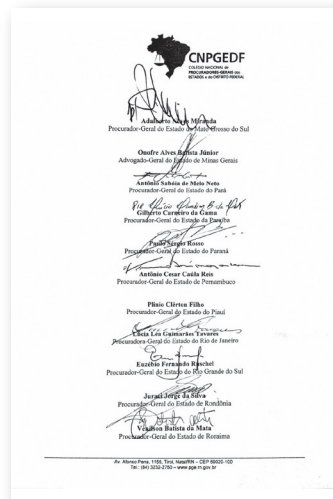 CNPGEDF
COLÉGIO NACIONAL DE
PROCURADORES-GERAIS DOS
ESTADOS e do DISTRITO FEDERAL
Adalberto Neves Miranda
Procurador-Geral do Estado de Mato Grosso do Sul
Onofre Alves Batista Júnior
Advogado-Geral do Estado de Minas Gerais
Antônio Sabóia de Melo Neto
Procurador-Geral do Estado do Pará
Gilberto Carneiro da Gama
Procurador-Geral do Estado da Paraíba
Paulo Sérgio Rosso
Procurador-Geral do Estado do Paraná
Antônio Cesar Caúla Reis
Procurador-Geral do Estado de Pernambuco
Plínio Clêrton Filho
Procurador-Geral do Estado do Piauí
Lucia Léa Guimarães Tavares
Procuradora-Geral do Estado do Rio de Janeiro
Euzébio Fernando Ruschel
Procurador-Geral do Estado do Rio Grande do Sul
Juraci Jorge da Silva
Procurador-Geral do Estado de Rondônia
Venilson Batista da Mata
Procurador-Geral do Estado de Roraima
Av. Afonso Pena, 1155, Tirol, Natal/RN – CEP 59020-100
Tel.: (84) 3232-2750 – www.pge.rn.gov.br